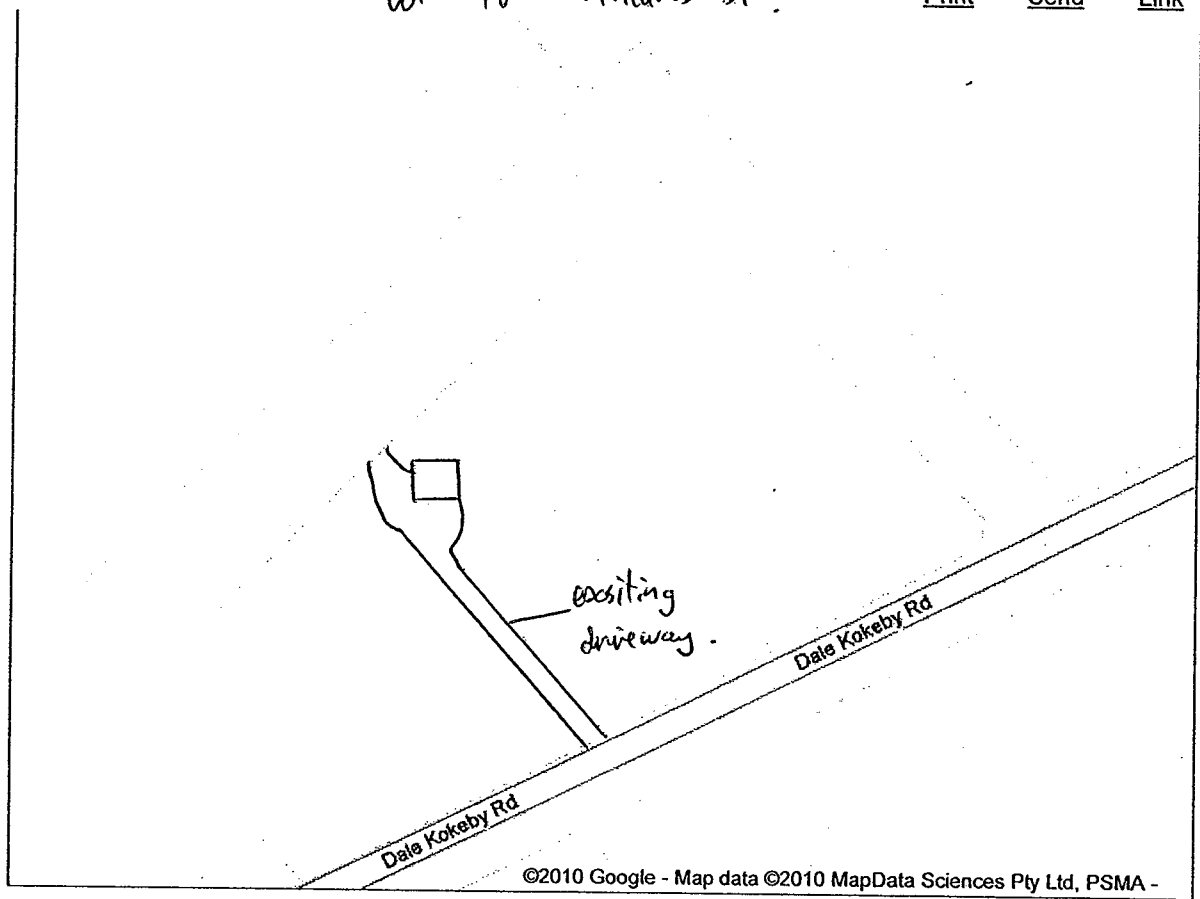 Print Send Link
exsiting
driveway.
Dale Kokeby Rd
Dale Kokeby Rd
©2010 Google - Map data ©2010 MapData Sciences Pty Ltd, PSMA -